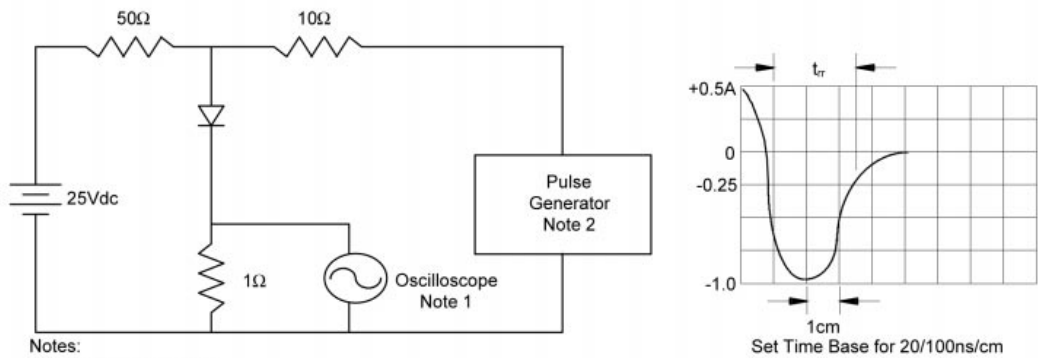 50Ω
10Ω
25Vdc
Pulse
Generator
Note 2
1Ω
Oscilloscope
Note 1
Notes:
trr
+0.5A
0
-0.25
-1.0
1cm
Set Time Base for 20/100ns/cm